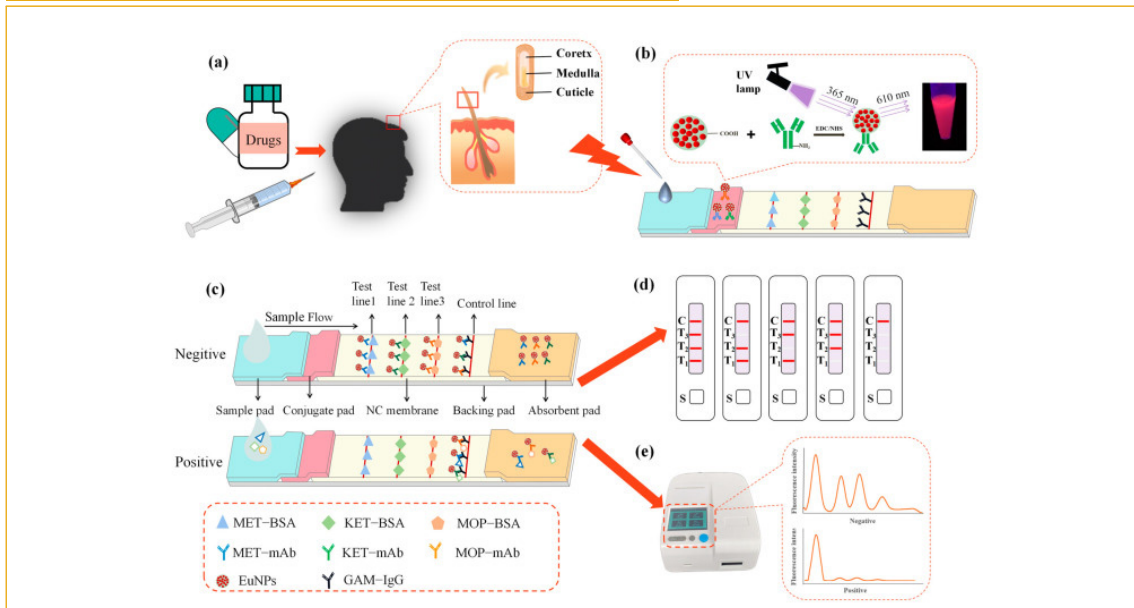 (a)
Drugs
Coretx
Medulla
Cuticle
(b)
UV
lamp
365 nm
610 nm
COOH
+
EDC/NHS
NH₂
(c)
Test
line1
Test
line 2
Test
line3
Control line
Sample Flow
Negitive
Sample pad
Conjugate pad
NC membrane
Backing pad
Absorbent pad
Positive
MET–BSA
KET–BSA
MOP–BSA
MET–mAb
KET–mAb
MOP–mAb
EuNPs
GAM–IgG
(d)
C
T₃
T₂
T₁
S
C
T₃
T₂
T₁
S
C
T₃
T₂
T₁
S
C
T₃
T₂
T₁
S
C
T₃
T₂
T₁
S
(e)
Fluorescence intensity
Negative
Fluorescence intens
Positive